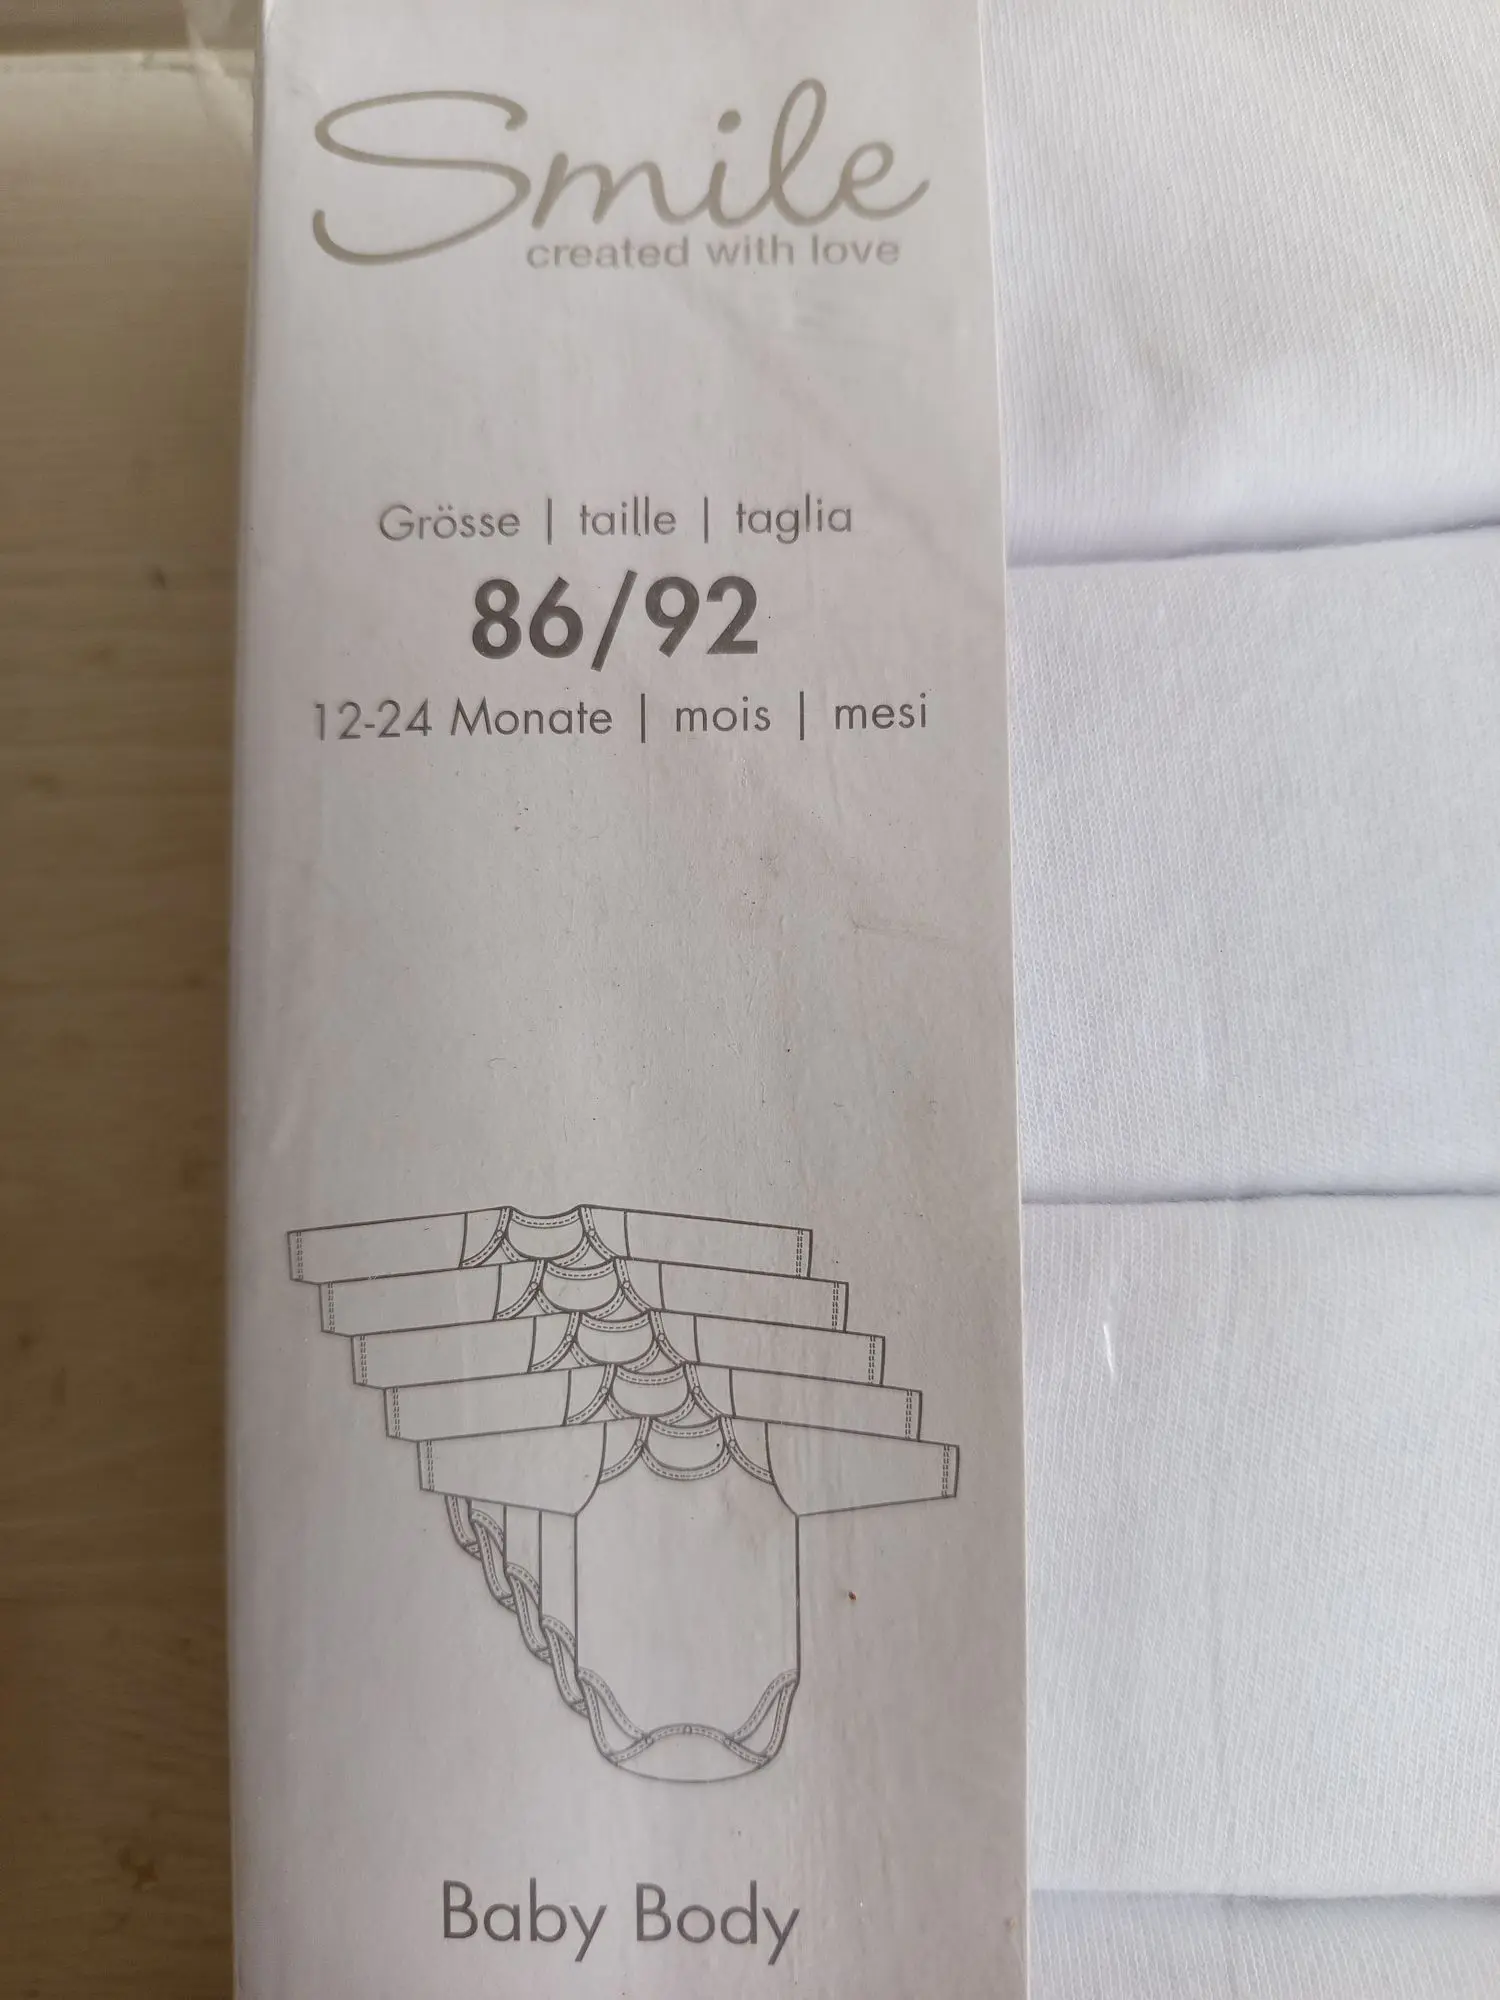 Smile
created with love
Grösse | taille | taglia
86/92
12-24 Monate | mois | mesi
Baby Body